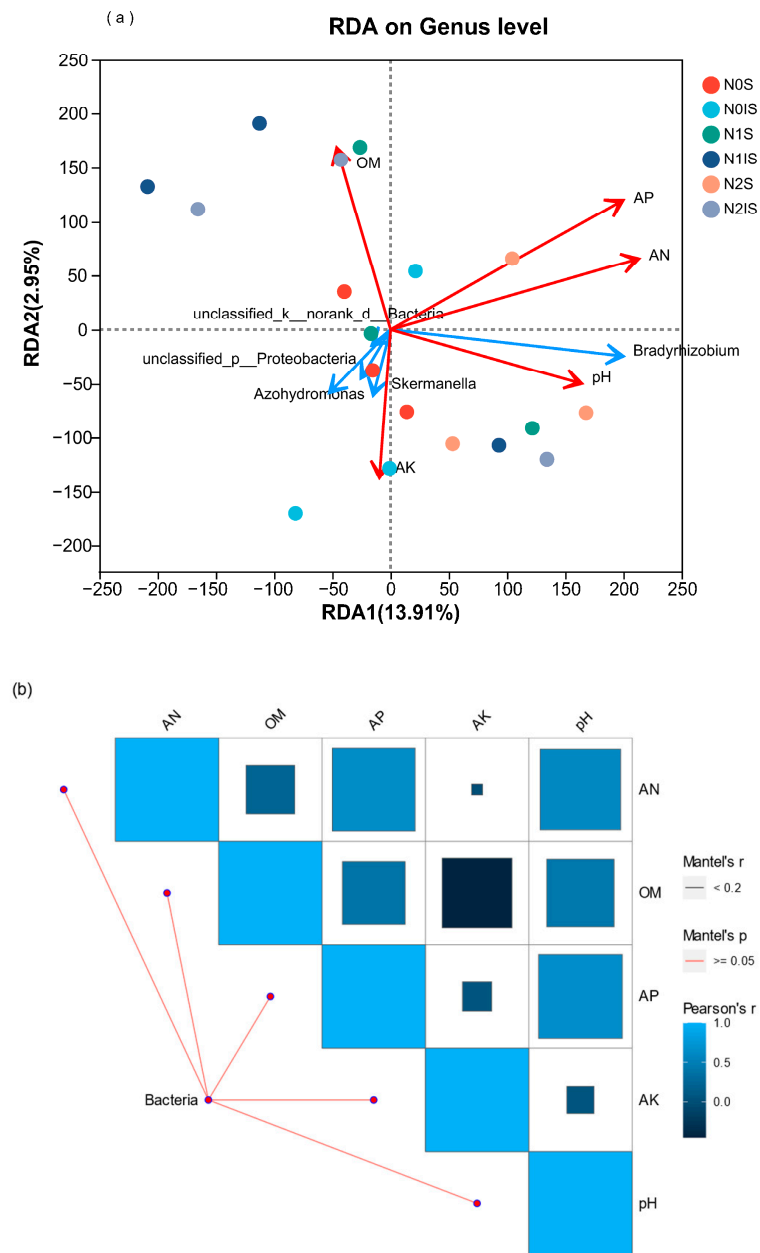 ( a )
RDA on Genus level
250
200
150
100
50
0
−50
−100
−150
−200
−250
−200
−150
−100
−50
0
50
100
150
200
250
RDA2(2.95%)
RDA1(13.91%)
OM
AP
AN
unclassified_k__norank_d__Bacteria
unclassified_p__Proteobacteria
Bradyrhizobium
pH
Azohydromonas
Skermanella
AK
N0S
N0IS
N1S
N1IS
N2S
N2IS
(b)
AN
OM
AP
AK
pH
AN
OM
AP
AK
pH
Bacteria
Mantel's r
< 0.2
Mantel's p
>= 0.05
Pearson's r
1.0
0.5
0.0